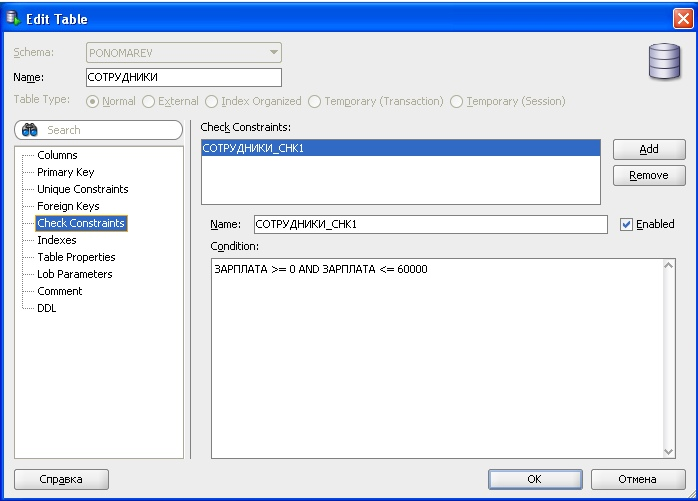 Edit Table
Schema: PONOMAREV
Name: СОТРУДНИКИ
Table Type: Normal External Index Organized Temporary (Transaction) Temporary (Session)
Search
Columns
Primary Key
Unique Constraints
Foreign Keys
Check Constraints
Indexes
Table Properties
Lob Parameters
Comment
DDL
Check Constraints:
СОТРУДНИКИ_CHK1
Add
Remove
Name: СОТРУДНИКИ_CHK1 Enabled
Condition:
ЗАРПЛАТА >= 0 AND ЗАРПЛАТА <= 60000
Справка
OK
Отмена